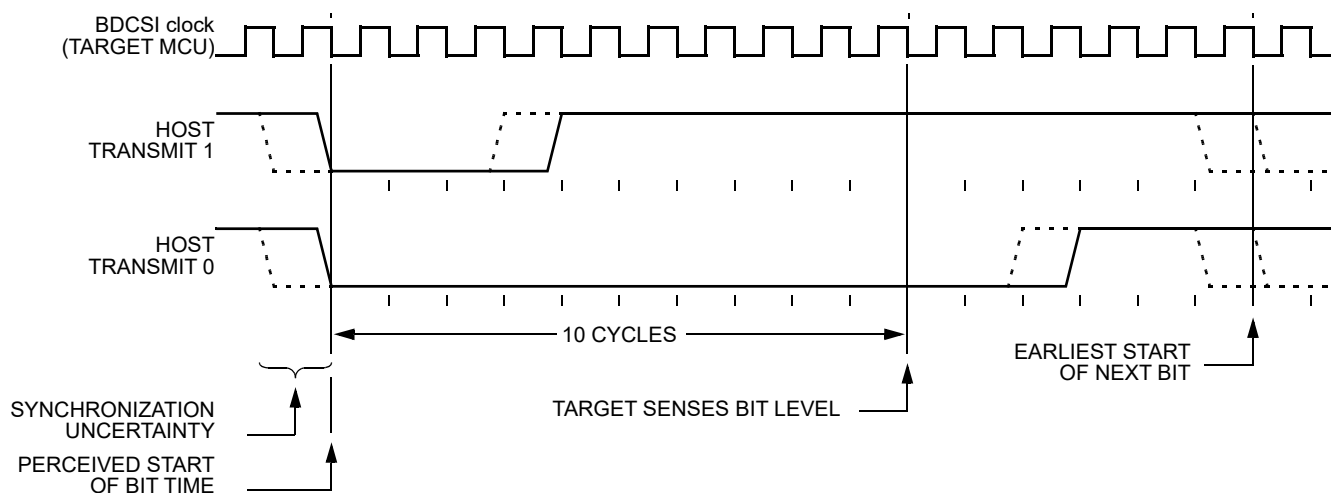 BDCSI clock
(TARGET MCU)
HOST
TRANSMIT 1
HOST
TRANSMIT 0
10 CYCLES
EARLIEST START
OF NEXT BIT
TARGET SENSES BIT LEVEL
SYNCHRONIZATION
UNCERTAINTY
PERCEIVED START
OF BIT TIME